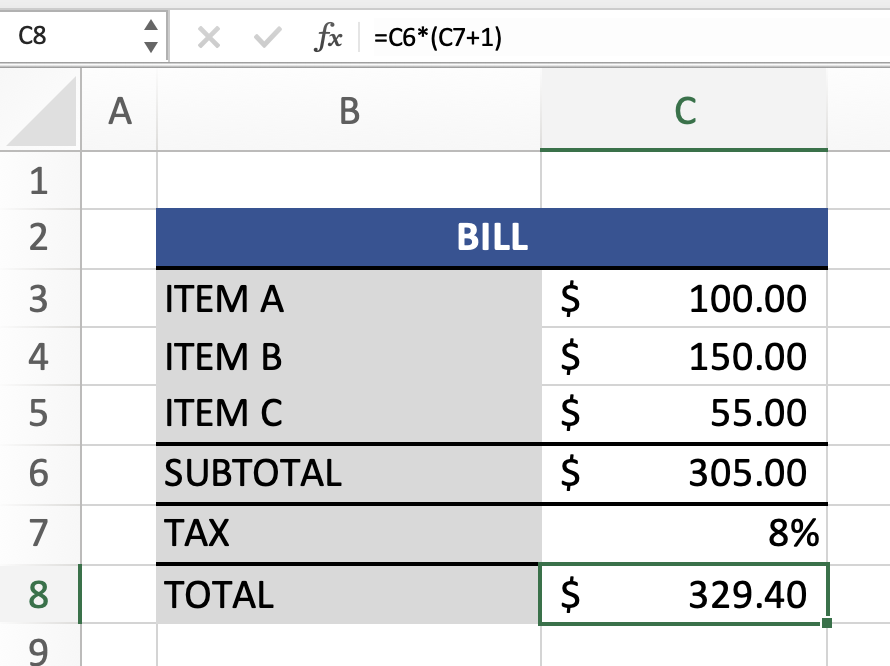 C8 fx =C6*(C7+1)
A B C
1
2 BILL
3 ITEM A $ 100.00
4 ITEM B $ 150.00
5 ITEM C $ 55.00
6 SUBTOTAL $ 305.00
7 TAX 8%
8 TOTAL $ 329.40
9